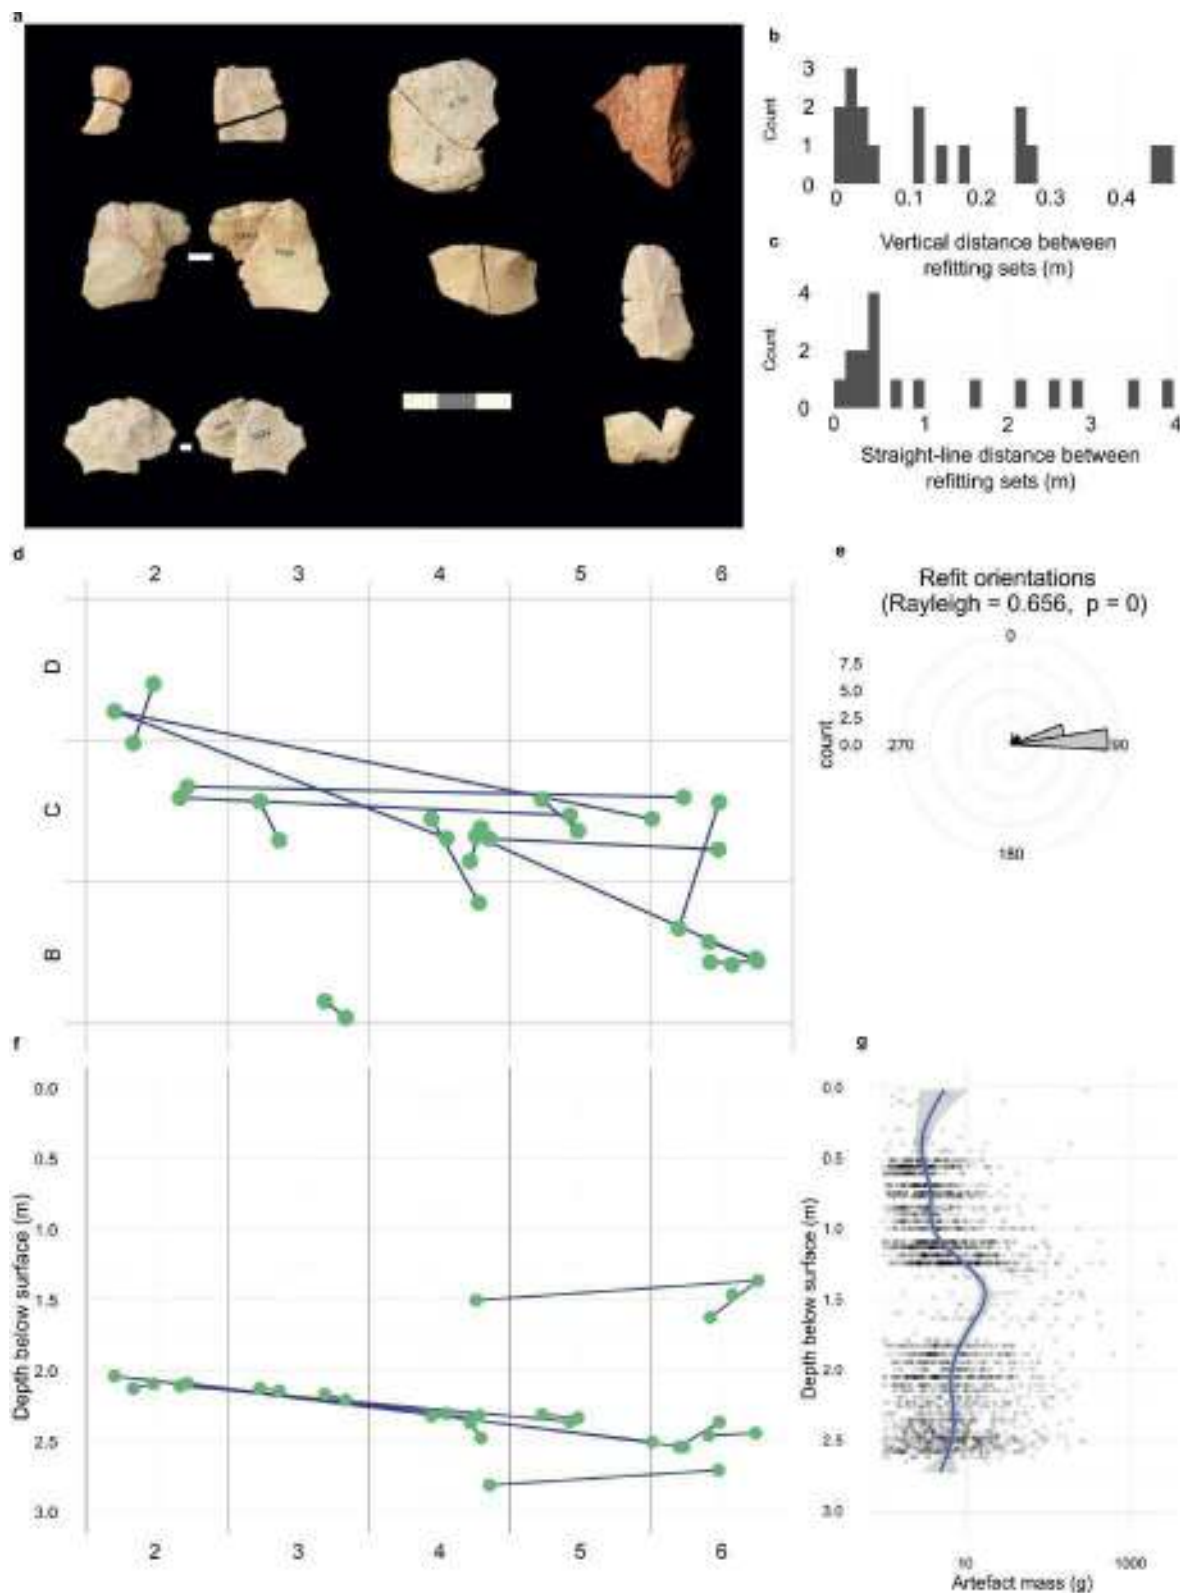 a
b
3
2
1
0
Count
0
0.1
0.2
0.3
0.4
Vertical distance between
refitting sets (m)
c
4
2
0
Count
0
1
2
3
4
Straight-line distance between
refitting sets (m)
d
2
3
4
5
6
D
C
B
e
Refit orientations
(Rayleigh = 0.656, p = 0)
0
7.5
5.0
2.5
0.0
count
270
90
180
f
0.0
0.5
1.0
1.5
2.0
2.5
3.0
Depth below surface (m)
2
3
4
5
6
g
0.0
0.5
1.0
1.5
2.0
2.5
3.0
Depth below surface (m)
10
1000
Artefact mass (g)